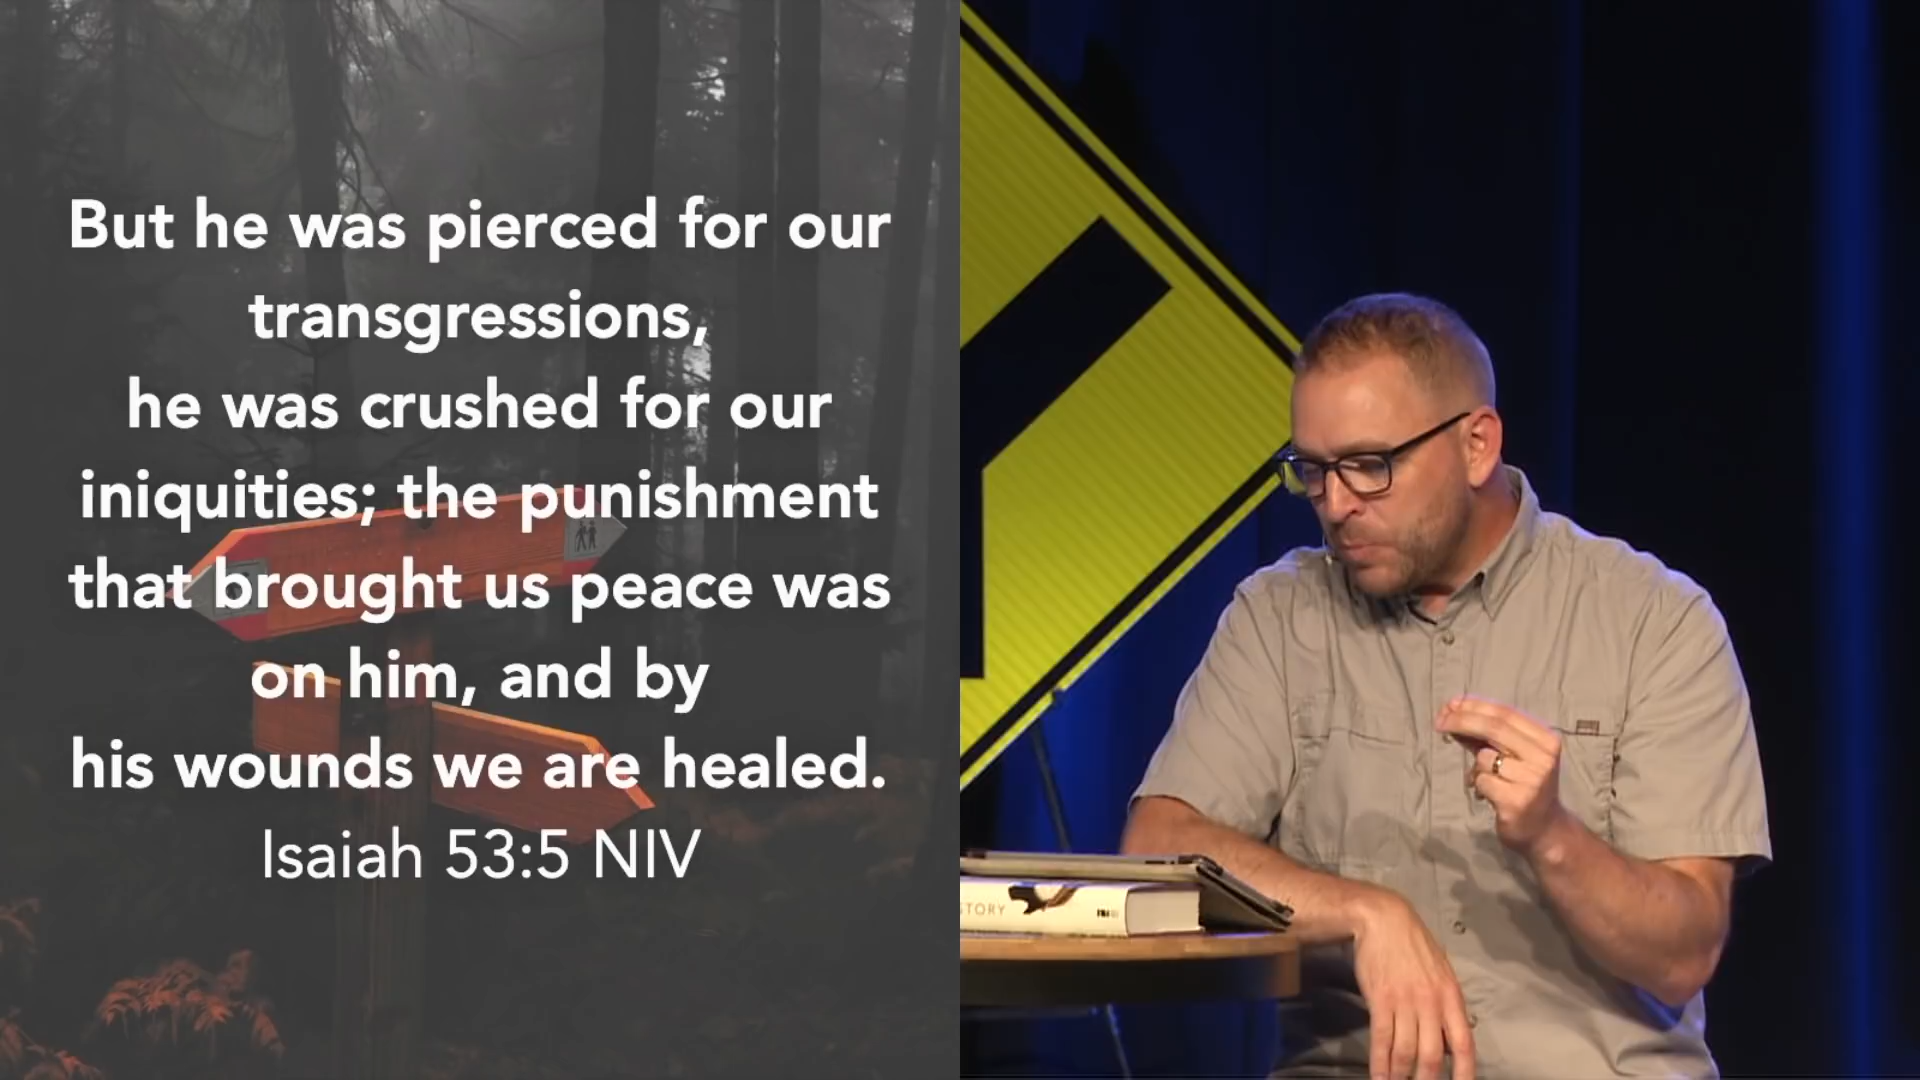 But he was pierced for our
transgressions,
he was crushed for our
iniquities; the punishment
that brought us peace was
on him, and by
his wounds we are healed.
Isaiah 53:5 NIV
STORY